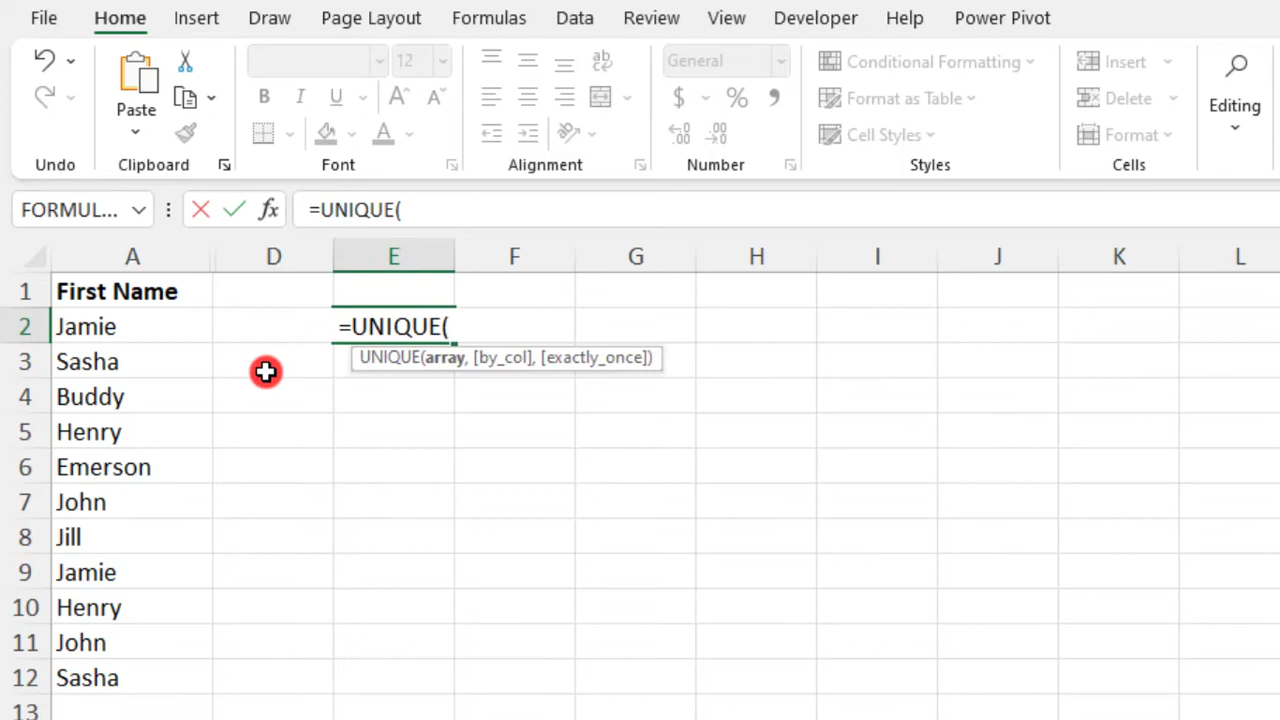 File Home Insert Draw Page Layout Formulas Data Review View Developer Help Power Pivot
12 General Conditional Formatting Insert
Paste B I U A A $ % Format as Table Delete Editing
Cell Styles Format
Undo Clipboard Font Alignment Number Styles Cells
FORMUL... fx =UNIQUE(
A D E F G H I J K L
1 First Name
2 Jamie =UNIQUE(
3 Sasha UNIQUE(array, [by_col], [exactly_once])
4 Buddy
5 Henry
6 Emerson
7 John
8 Jill
9 Jamie
10 Henry
11 John
12 Sasha
13